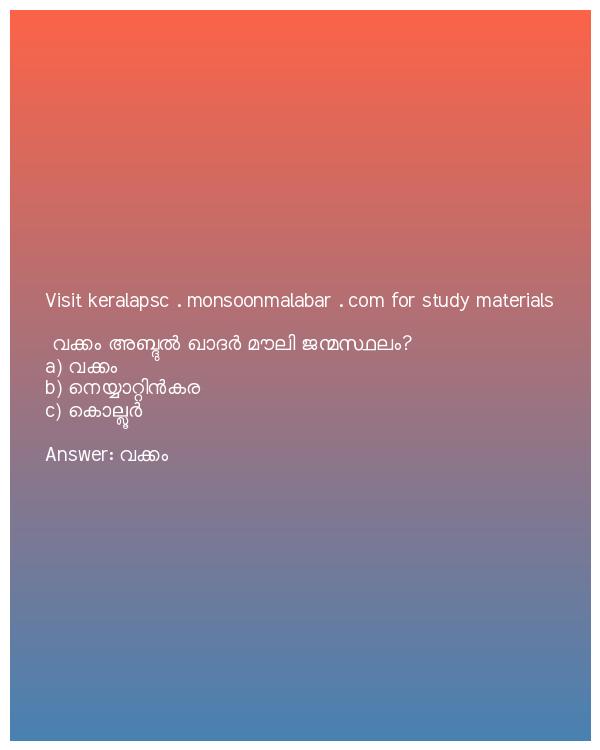 Visit keralapsc . monsoonmalabar . com for study materials
വക്കം അബ്ദുൽ ഖാദർ മൗലി ജന്മസ്ഥലം?
a) വക്കം
b) നെയ്യാറ്റിൻകര
c) കൊല്ലൂർ
Answer: വക്കം